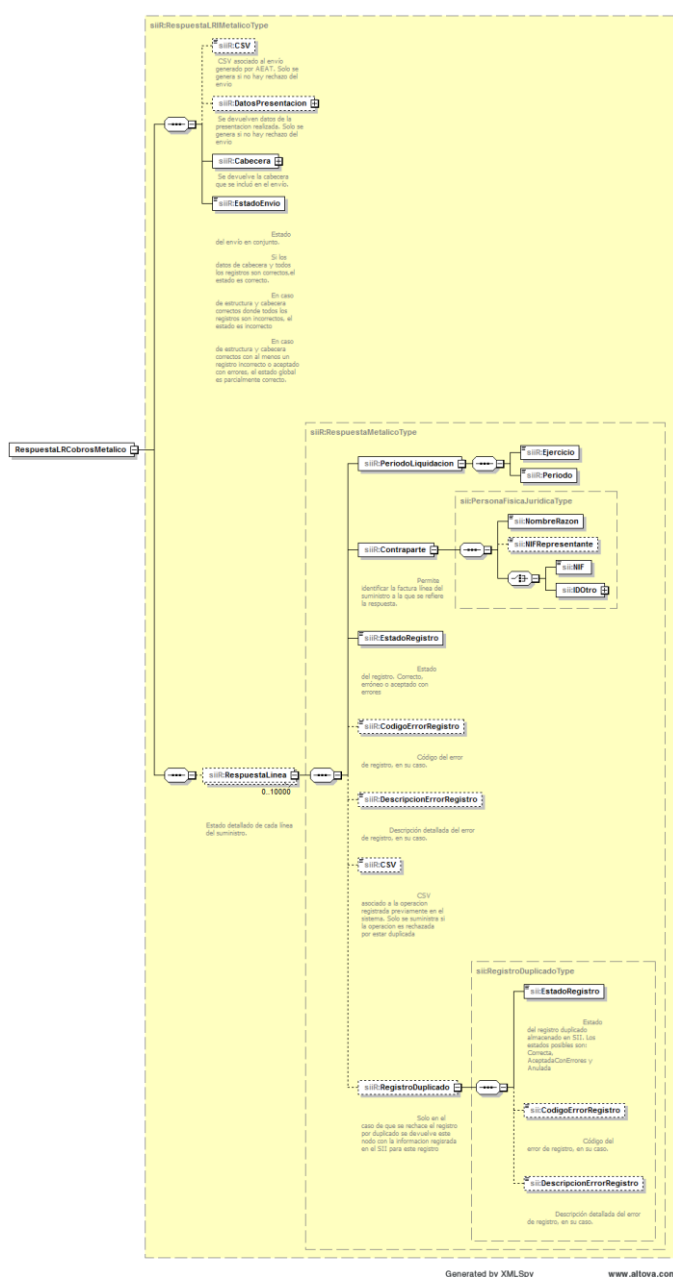 siiR:RespuestaLRIMetalicoType
siiR:CSV
CSV asociado al envío
generado por AEAT. Solo se
genera si no hay rechazo del
envio
siiR:DatosPresentacion
Se devuelven datos de la
presentacion realizada. Solo se
genera si no hay rechazo del
envio
siiR:Cabecera
Se devuelve la cabecera
que se incluó en el envío.
siiR:EstadoEnvio
Estado
del envío en conjunto.
Si los
datos de cabecera y todos
los registros son correctos,el
estado es correcto.
En caso
de estructura y cabecera
correctos donde todos los
registros son incorrectos, el
estado es incorrecto
En caso
de estructura y cabecera
correctos con al menos un
registro incorrecto o aceptado
con errores, el estado global
es parcialmente correcto.
RespuestaLRCobrosMetalico
siiR:RespuestaLinea
0..10000
Estado detallado de cada línea
del suministro.
siiR:RespuestaMetalicoType
siiR:PeriodoLiquidacion
siiR:Ejercicio
siiR:Periodo
siiR:Contraparte
Permite
identificar la factura línea del
suministro a la que se refiere
la respuesta.
sii:PersonaFisicaJuridicaType
sii:NombreRazon
sii:NIFRepresentante
sii:NIF
sii:IDOtro
siiR:EstadoRegistro
Estado
del registro. Correcto,
erróneo o aceptado con
errores
siiR:CodigoErrorRegistro
Código del error
de registro, en su caso.
siiR:DescripcionErrorRegistro
Descripción detallada del error
de registro, en su caso.
siiR:CSV
CSV
asociado a la operacion
registrada previamente en el
sistema. Solo se suministra si
la operacion es rechazada
por estar duplicada
siiR:RegistroDuplicado
Solo en el
caso de que se rechace el registro
por duplicado se devuelve este
nodo con la informacion regisrada
en el SII para este registro
sii:RegistroDuplicadoType
sii:EstadoRegistro
Estado
del registro duplicado
almacenado en SII. Los
estados posibles son:
Correcta,
AceptadaConErrores y
Anulada
sii:CodigoErrorRegistro
Código del
error de registro, en su caso.
sii:DescripcionErrorRegistro
Descripción detallada del error
de registro, en su caso.
Generated by XMLSpy
www.altova.com